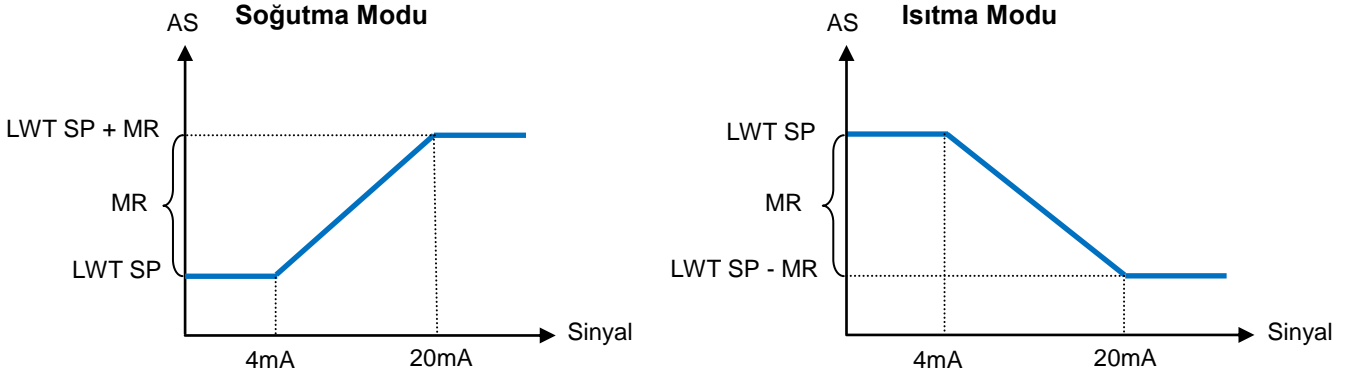 Soğutma Modu
AS
LWT SP + MR
MR
LWT SP
4mA
20mA
Sinyal
Isıtma Modu
AS
LWT SP
MR
LWT SP - MR
4mA
20mA
Sinyal